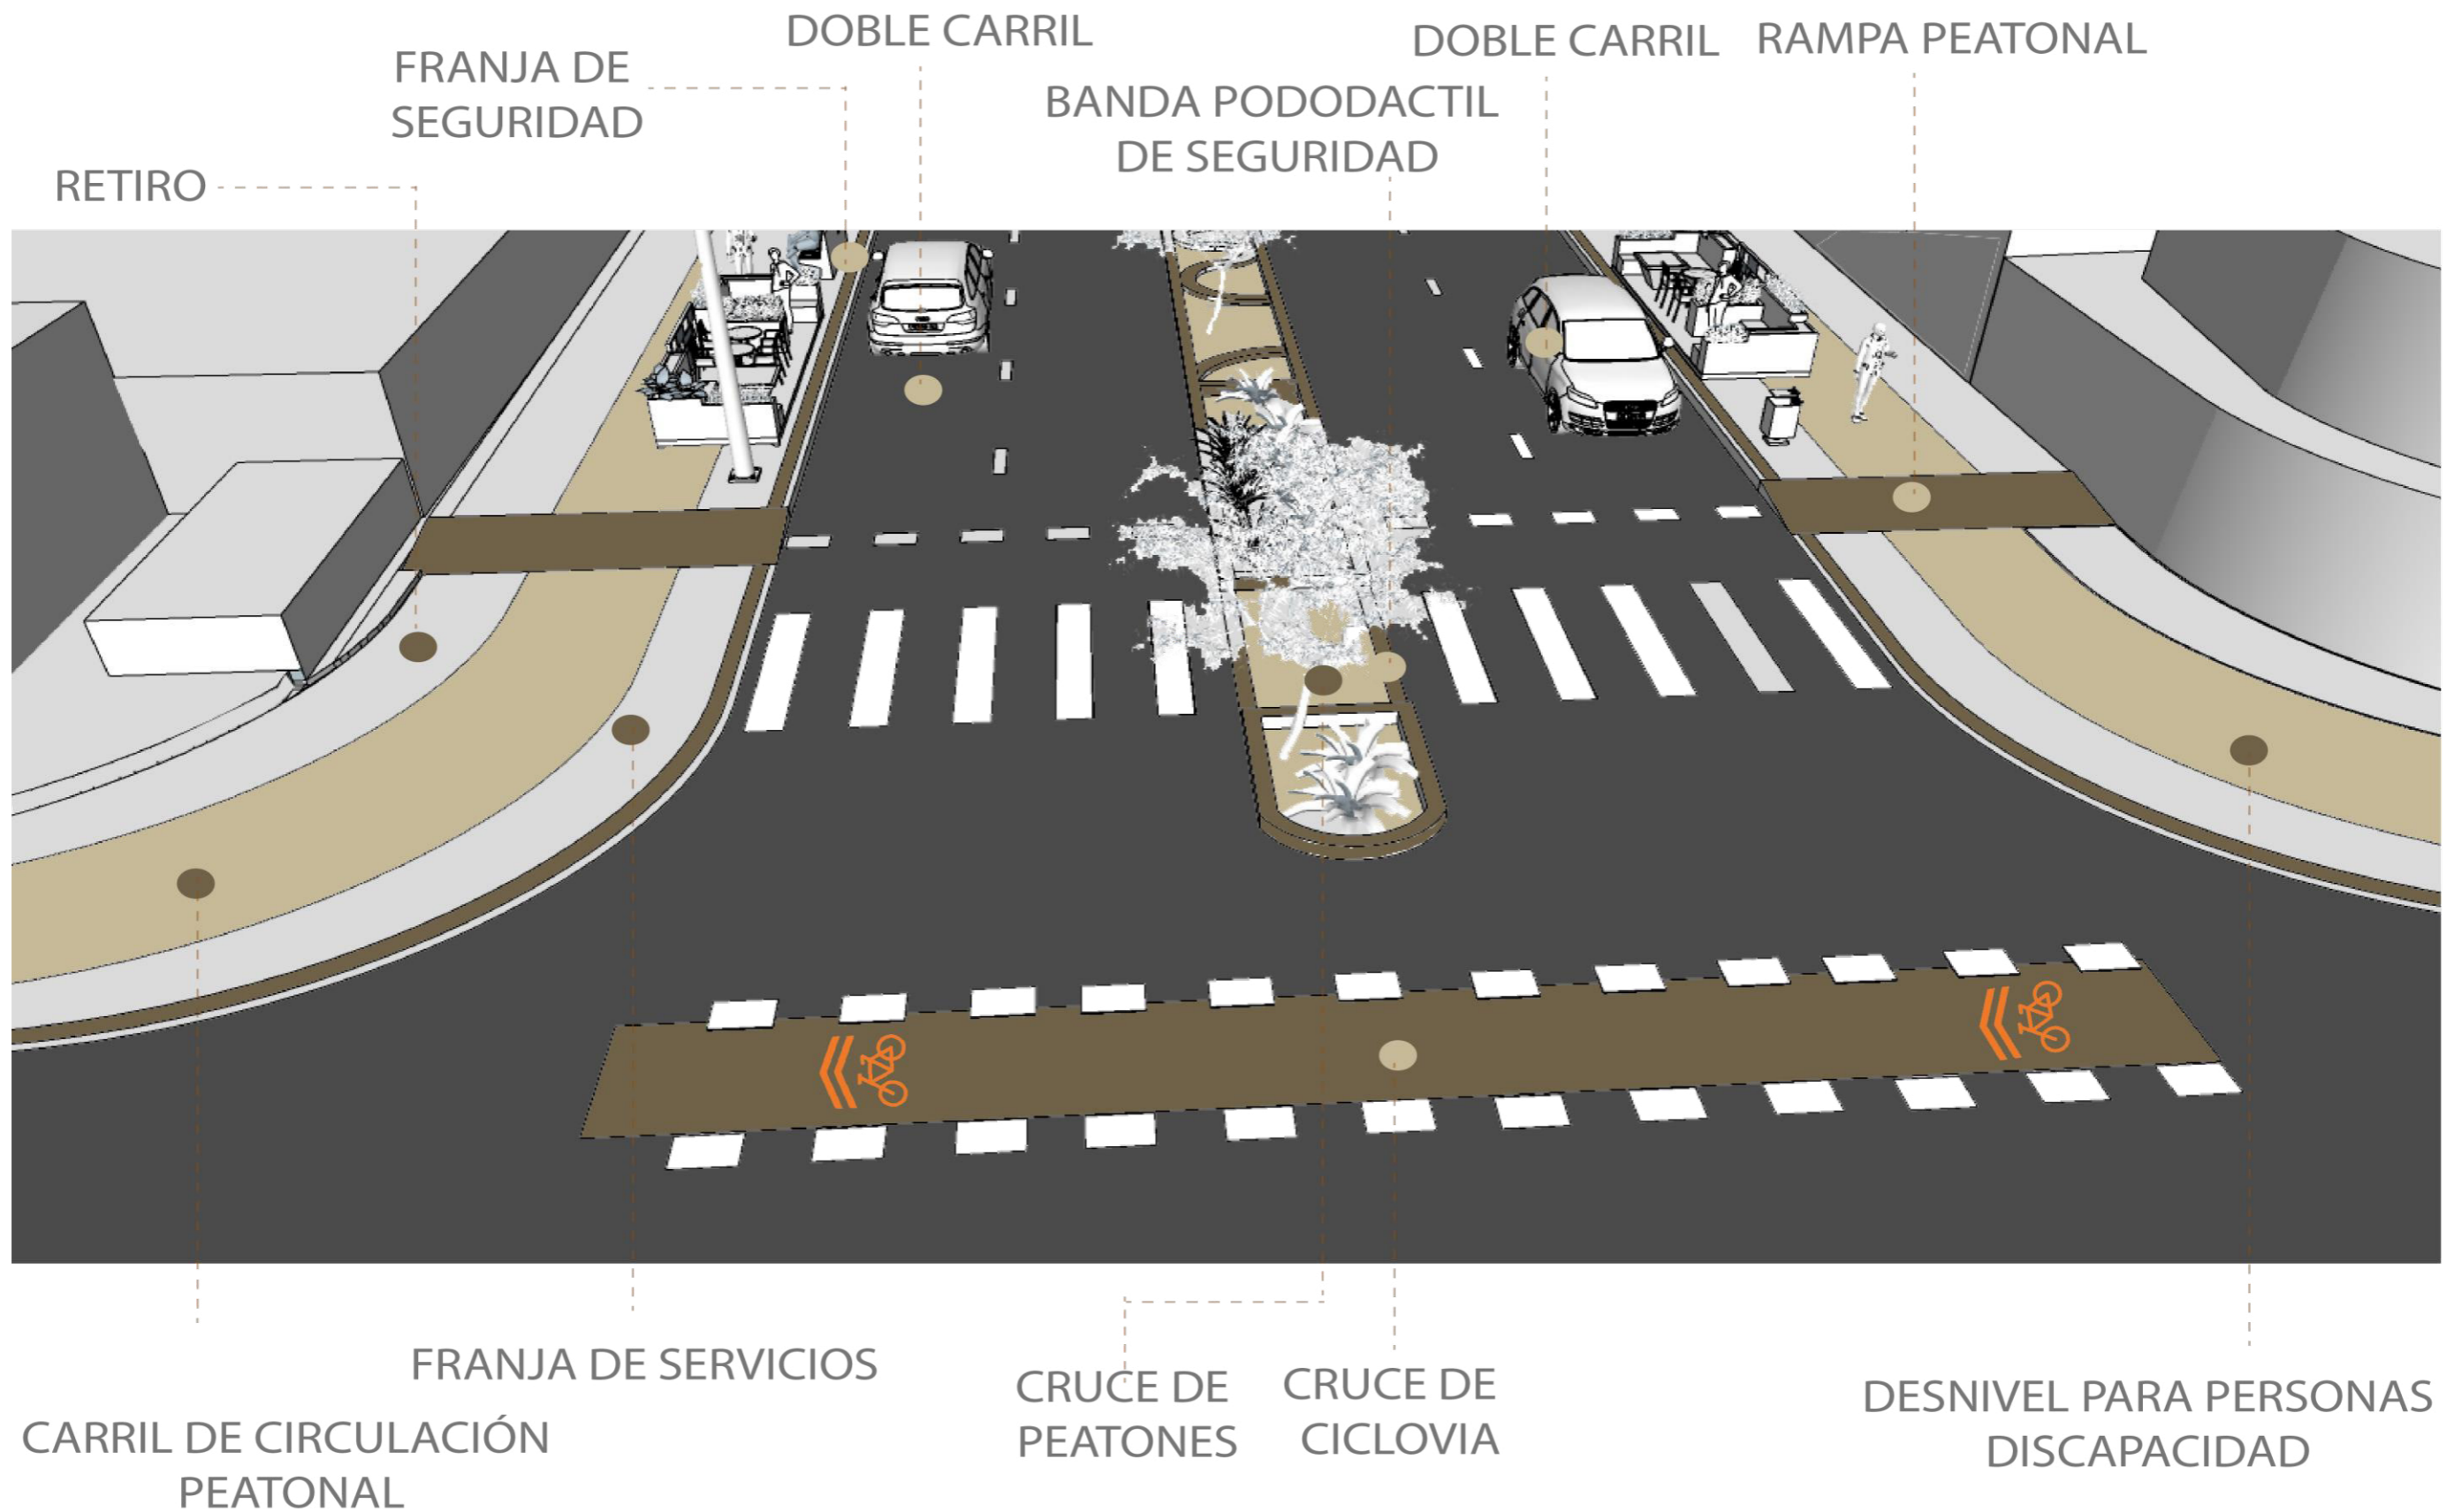 DOBLE CARRIL
DOBLE CARRIL
RAMPA PEATONAL
FRANJA DE
SEGURIDAD
BANDA PODODACTIL
DE SEGURIDAD
RETIRO
FRANJA DE SERVICIOS
CARRIL DE CIRCULACIÓN
PEATONAL
CRUCE DE
PEATONES
CRUCE DE
CICLOVIA
DESNIVEL PARA PERSONAS
DISCAPACIDAD